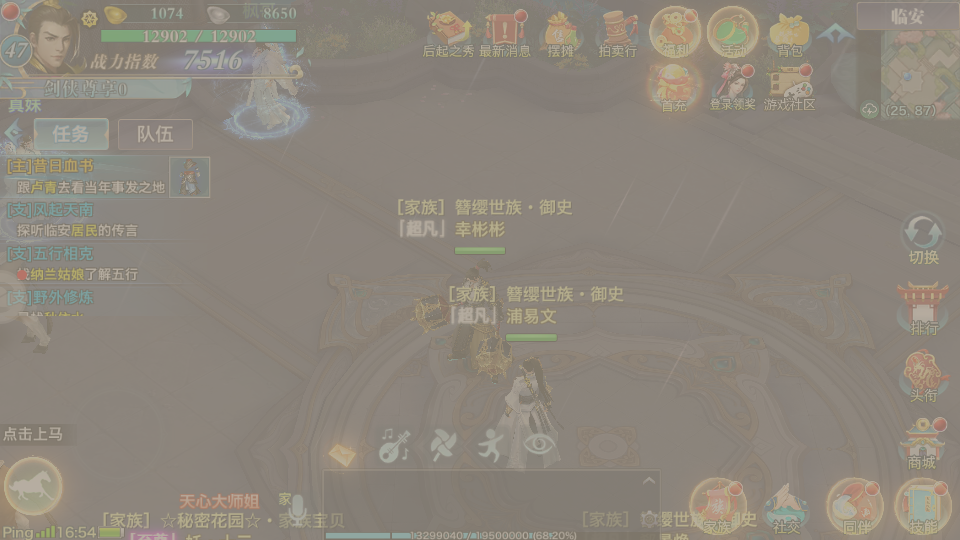 1074 8650
临安
47
12902 / 12902
战力指数 7516
后起之秀 最新消息 摆摊 拍卖行 福利 活动 背包
剑侠尊享0
首充 登录领奖 游戏社区
(25, 87)
真妹
任务 队伍
[主]昔日血书
跟卢青去看当年事发之地
[支]风起天南
探听临安居民的传言
[支]五行相克
找纳兰姑娘了解五行
[支]野外修炼
[家族] 簪缨世族·御史
「超凡」 幸彬彬
切换
[家族] 簪缨世族·御史
「超凡」 浦易文
排行
头衔
点击上马
商城
天心大师姐
[家族] ☆秘密花园☆·家族宝贝
[家族]
家族 社交 同伴 技能
Ping 16:54
(68.20%)